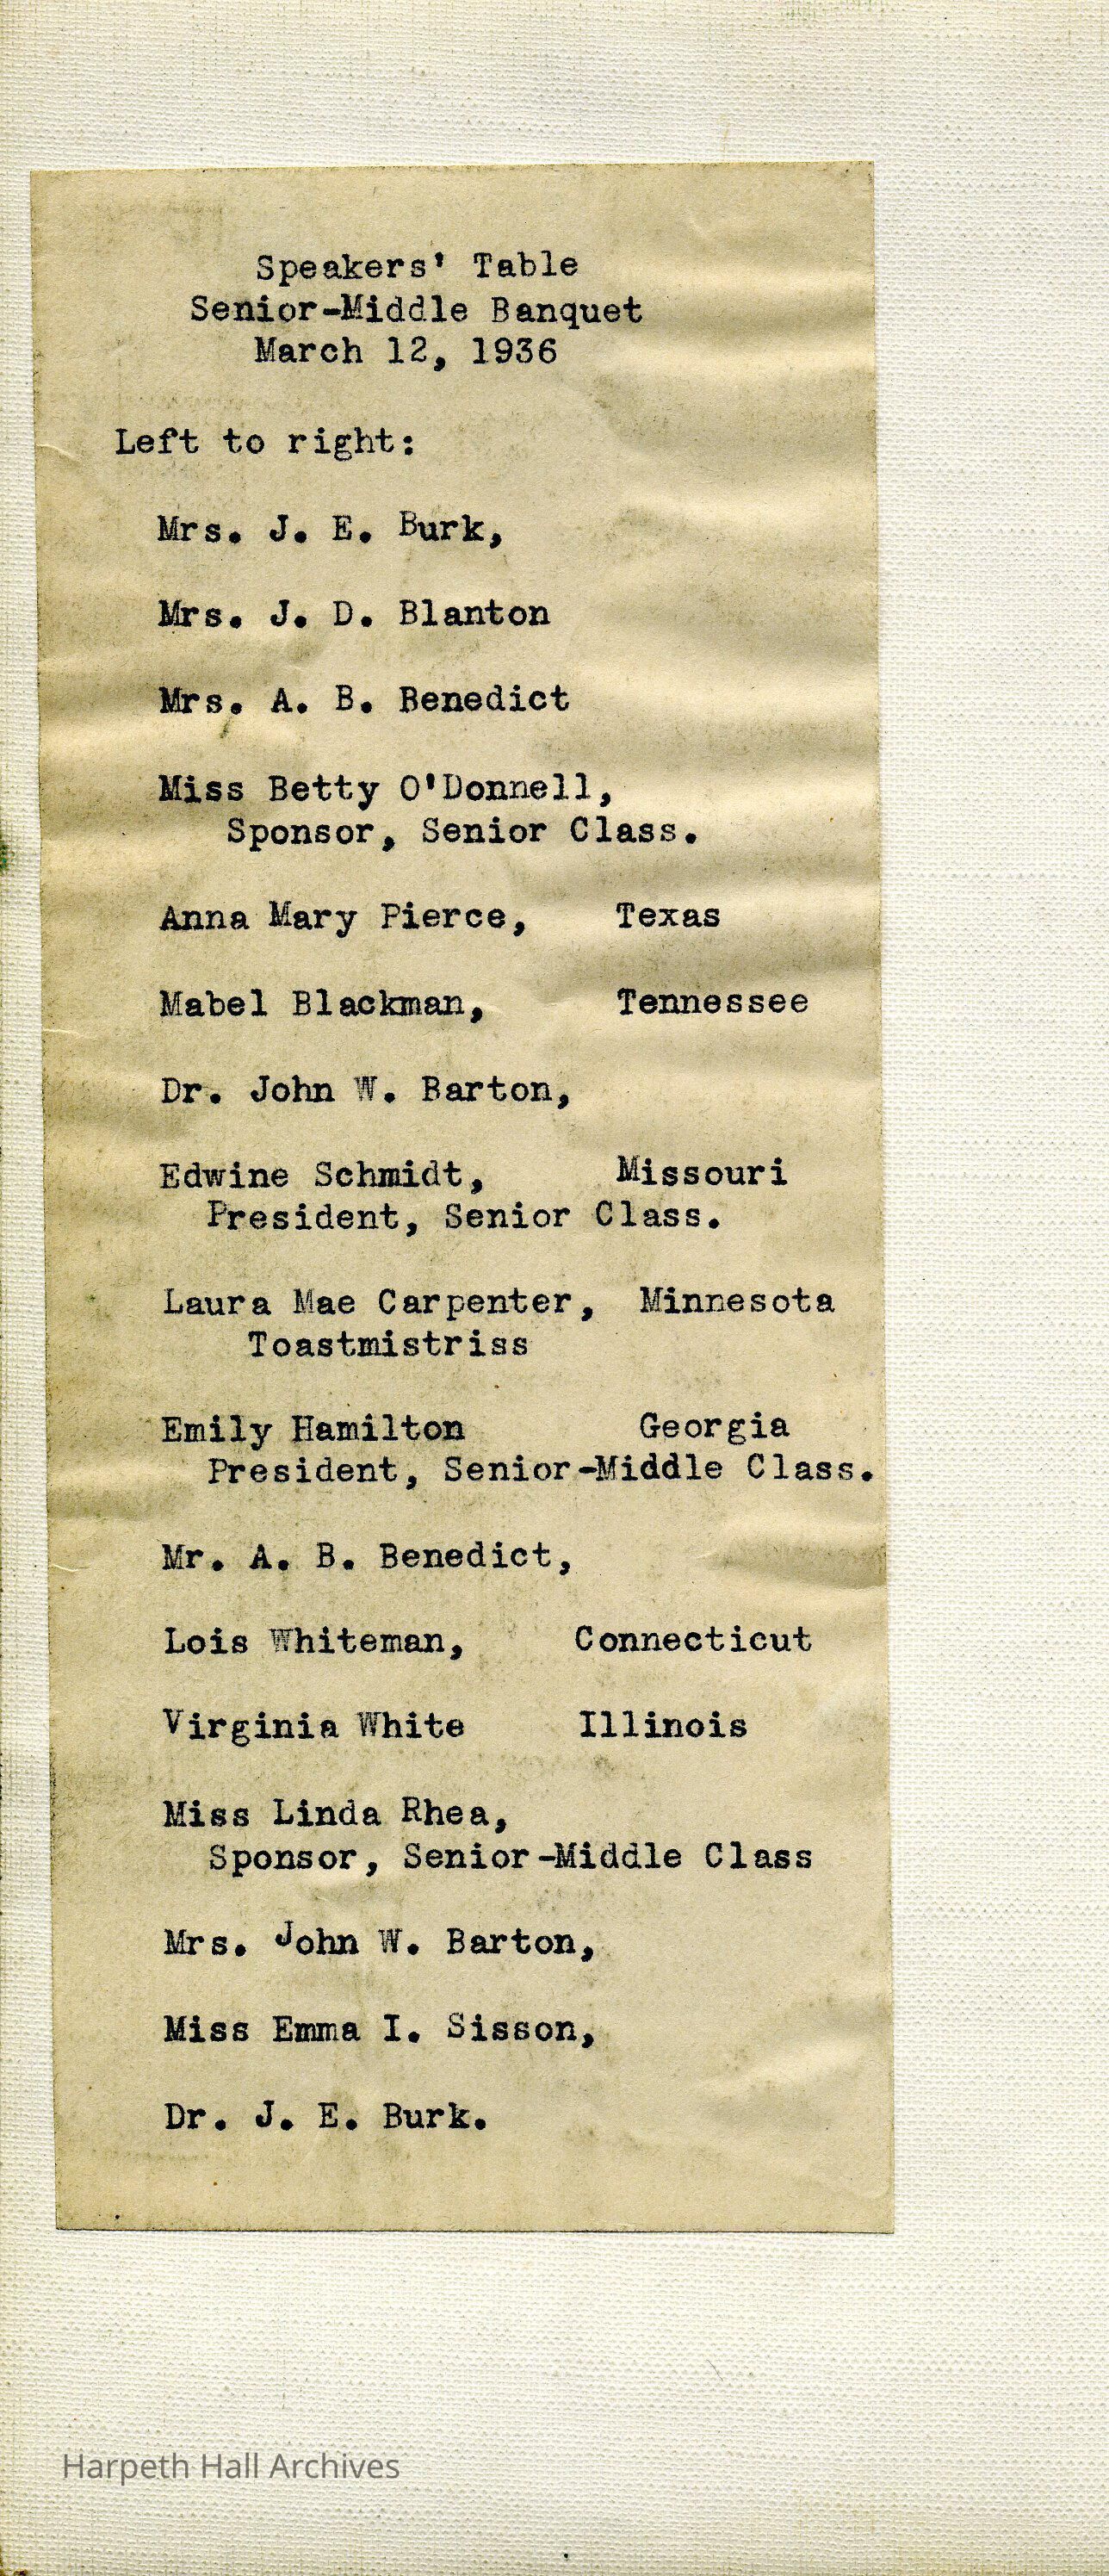 Speakers' Table
Senior-Middle Banquet
March 12, 1936
Left to right:
Mrs. J. E. Burk,
Mrs. J. D. Blanton
Mrs. A. B. Benedict
Miss Betty O'Donnell,
Sponsor, Senior Class.
Anna Mary Pierce, Texas
Mabel Blackman, Tennessee
Dr. John W. Barton,
Edwine Schmidt, Missouri
President, Senior Class.
Laura Mae Carpenter, Minnesota
Toastmistriss
Emily Hamilton Georgia
President, Senior-Middle Class.
Mr. A. B. Benedict,
Lois Whiteman, Connecticut
Virginia White Illinois
Miss Linda Rhea,
Sponsor, Senior-Middle Class
Mrs. John W. Barton,
Miss Emma I. Sisson,
Dr. J. E. Burk.
Harpeth Hall Archives